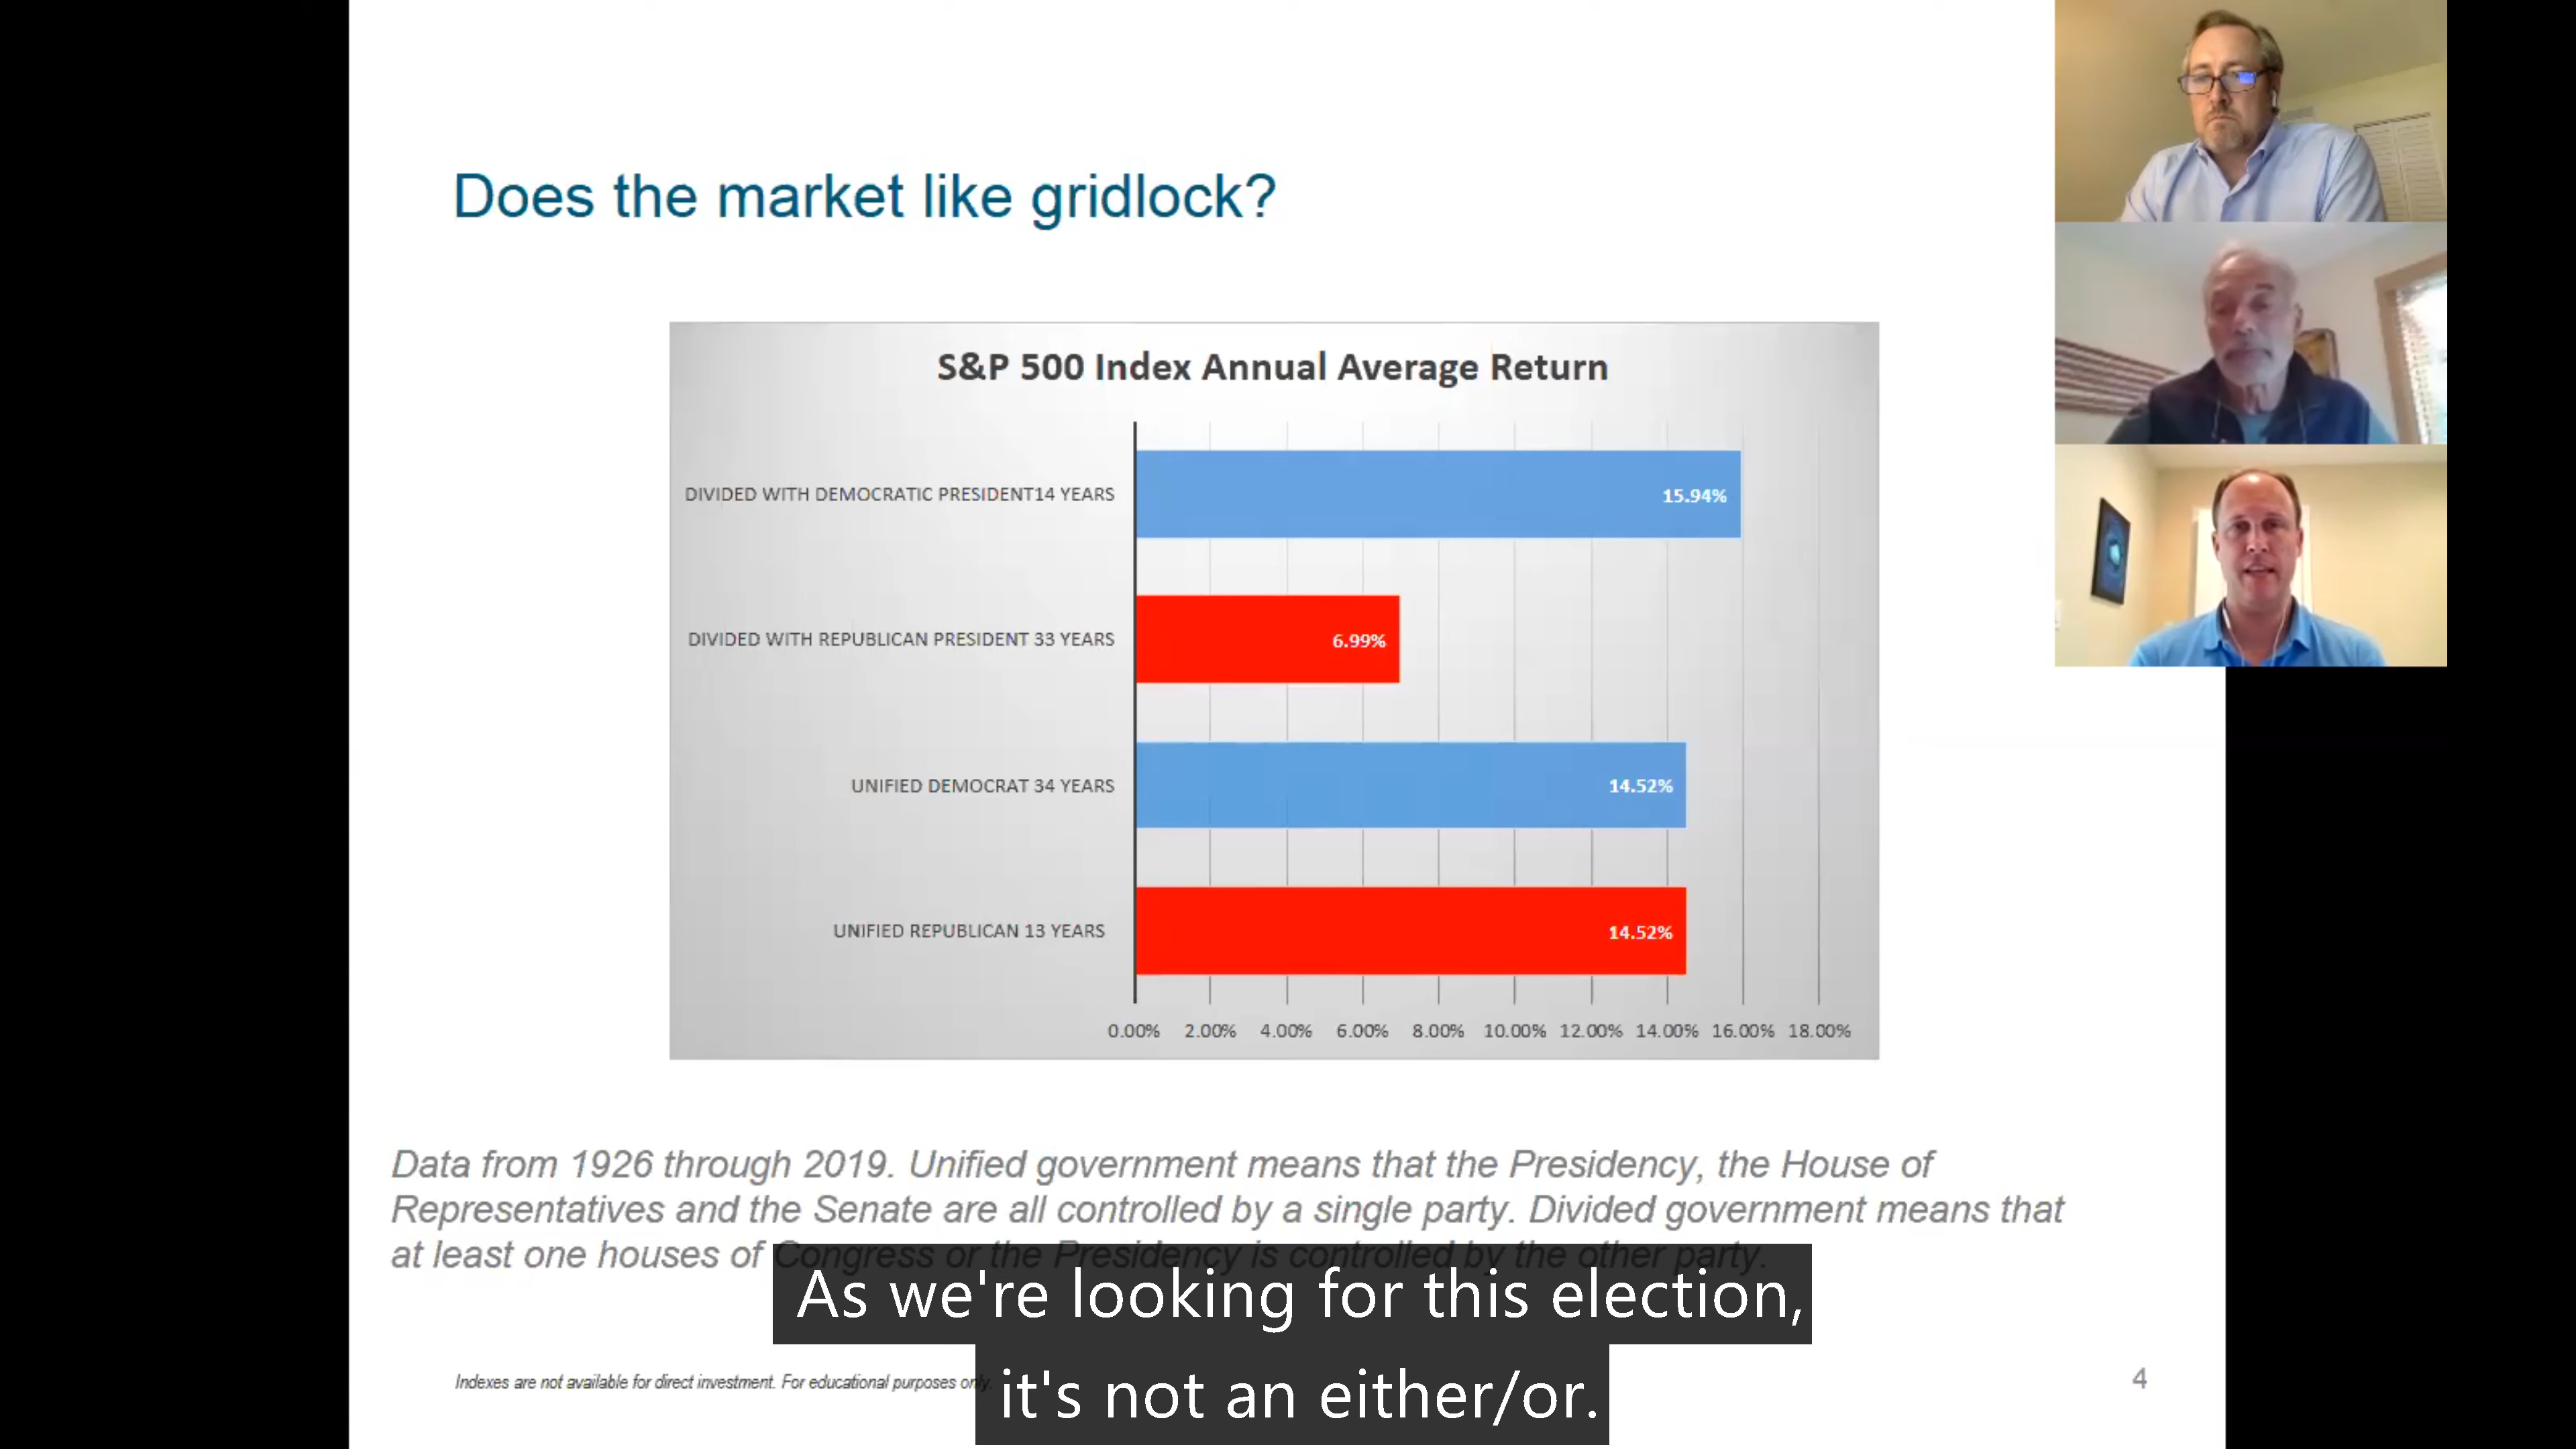 Does the market like gridlock?
S&P 500 Index Annual Average Return
DIVIDED WITH DEMOCRATIC PRESIDENT14 YEARS
15.94%
DIVIDED WITH REPUBLICAN PRESIDENT 33 YEARS
6.99%
UNIFIED DEMOCRAT 34 YEARS
14.52%
UNIFIED REPUBLICAN 13 YEARS
14.52%
0.00% 2.00% 4.00% 6.00% 8.00% 10.00% 12.00% 14.00% 16.00% 18.00%
Data from 1926 through 2019. Unified government means that the Presidency, the House of
Representatives and the Senate are all controlled by a single party. Divided government means that
at least one houses of Congress or the Presidency is controlled by the other party.
As we're looking for this election,
it's not an either/or.
Indexes are not available for direct investment. For educational purposes only.
4